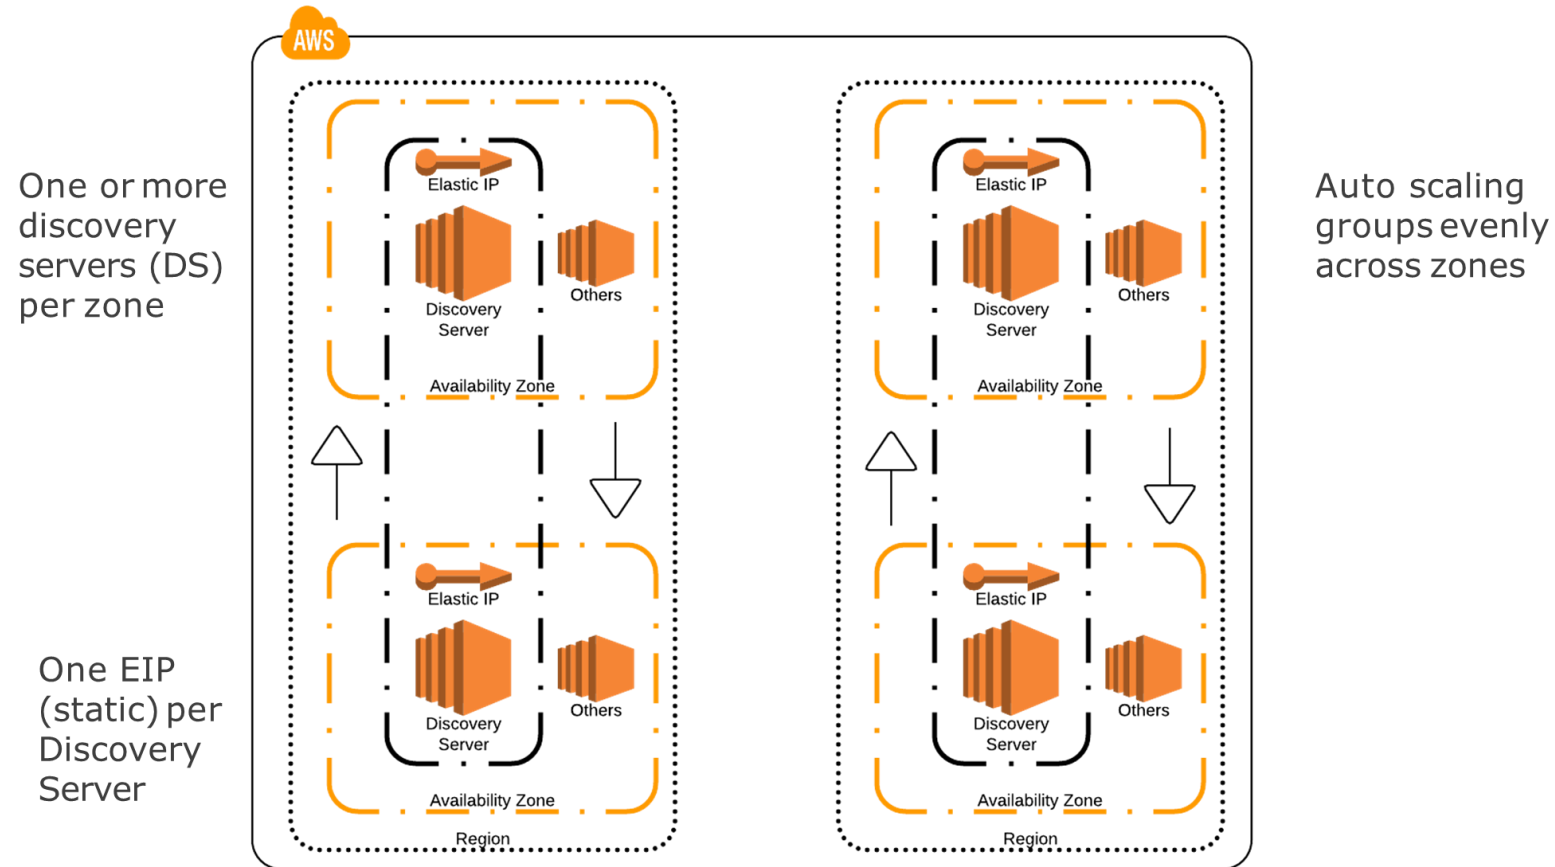 AWS
One or more
discovery
servers (DS)
per zone
One EIP
(static) per
Discovery
Server
Elastic IP
Discovery
Server
Others
Availability Zone
Elastic IP
Discovery
Server
Others
Availability Zone
Region
Elastic IP
Discovery
Server
Others
Availability Zone
Elastic IP
Discovery
Server
Others
Availability Zone
Region
Auto scaling
groups evenly
across zones